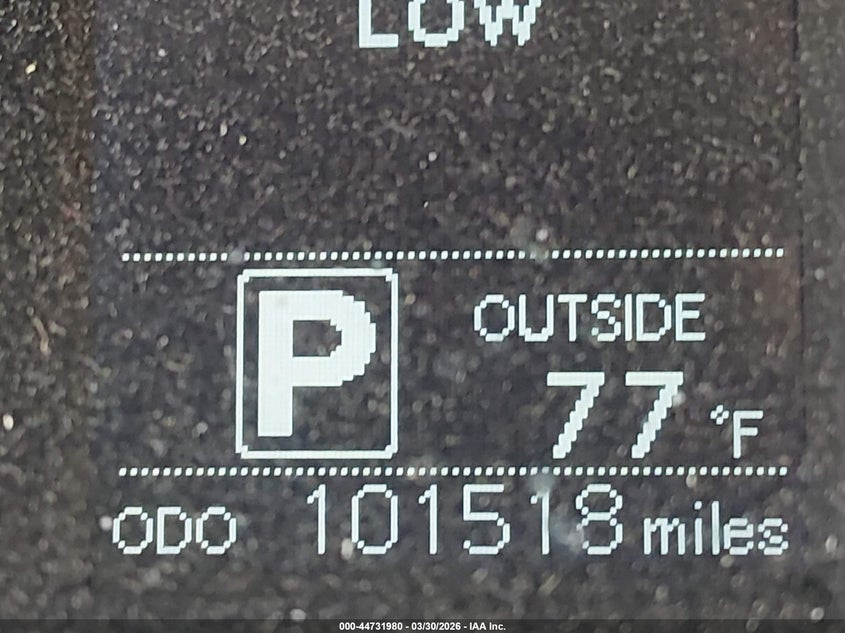 LOW
P
OUTSIDE
77 °F
ODO 101518 miles
000-44731980 - 03/30/2026 - IAA Inc.